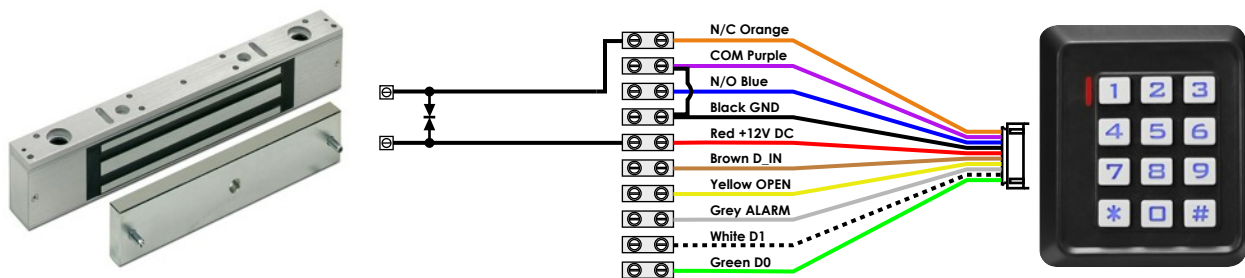 N/C Orange
COM Purple
N/O Blue
Black GND
Red +12V DC
Brown D_IN
Yellow OPEN
Grey ALARM
White D1
Green D0
1 2 3
4 5 6
7 8 9
* 0 #